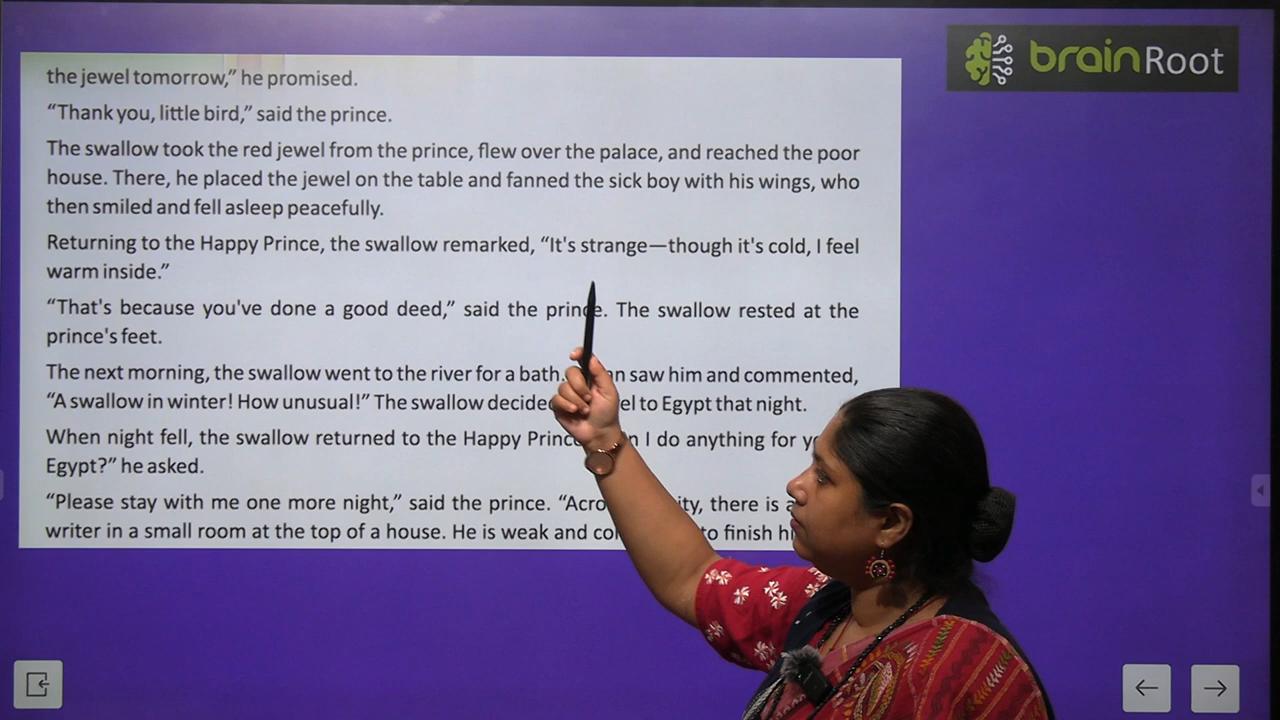 brainRoot
the jewel tomorrow,” he promised.
“Thank you, little bird,” said the prince.
The swallow took the red jewel from the prince, flew over the palace, and reached the poor
house. There, he placed the jewel on the table and fanned the sick boy with his wings, who
then smiled and fell asleep peacefully.
Returning to the Happy Prince, the swallow remarked, “It's strange—though it's cold, I feel
warm inside.”
“That's because you've done a good deed,” said the prince. The swallow rested at the
prince's feet.
The next morning, the swallow went to the river for a bath. saw him and commented,
“A swallow in winter! How unusual!” The swallow decided to Egypt that night.
When night fell, the swallow returned to the Happy Prince. I do anything for
Egypt?” he asked.
“Please stay with me one more night,” said the prince. there is a
writer in a small room at the top of a house. He is weak and to finish